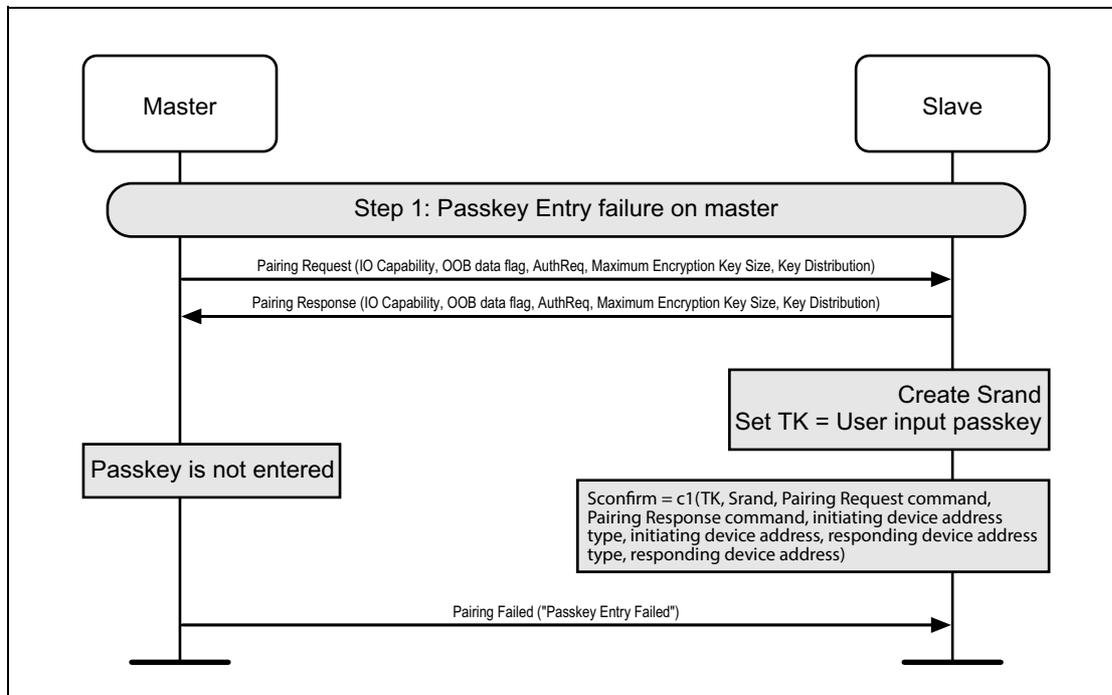 Master
Slave
Step 1: Passkey Entry failure on master
Pairing Request (IO Capability, OOB data flag, AuthReq, Maximum Encryption Key Size, Key Distribution)
Pairing Response (IO Capability, OOB data flag, AuthReq, Maximum Encryption Key Size, Key Distribution)
Create Srand
Set TK = User input passkey
Passkey is not entered
Sconfirm = c1(TK, Srand, Pairing Request command,
Pairing Response command, initiating device address
type, initiating device address, responding device address
type, responding device address)
Pairing Failed ("Passkey Entry Failed")